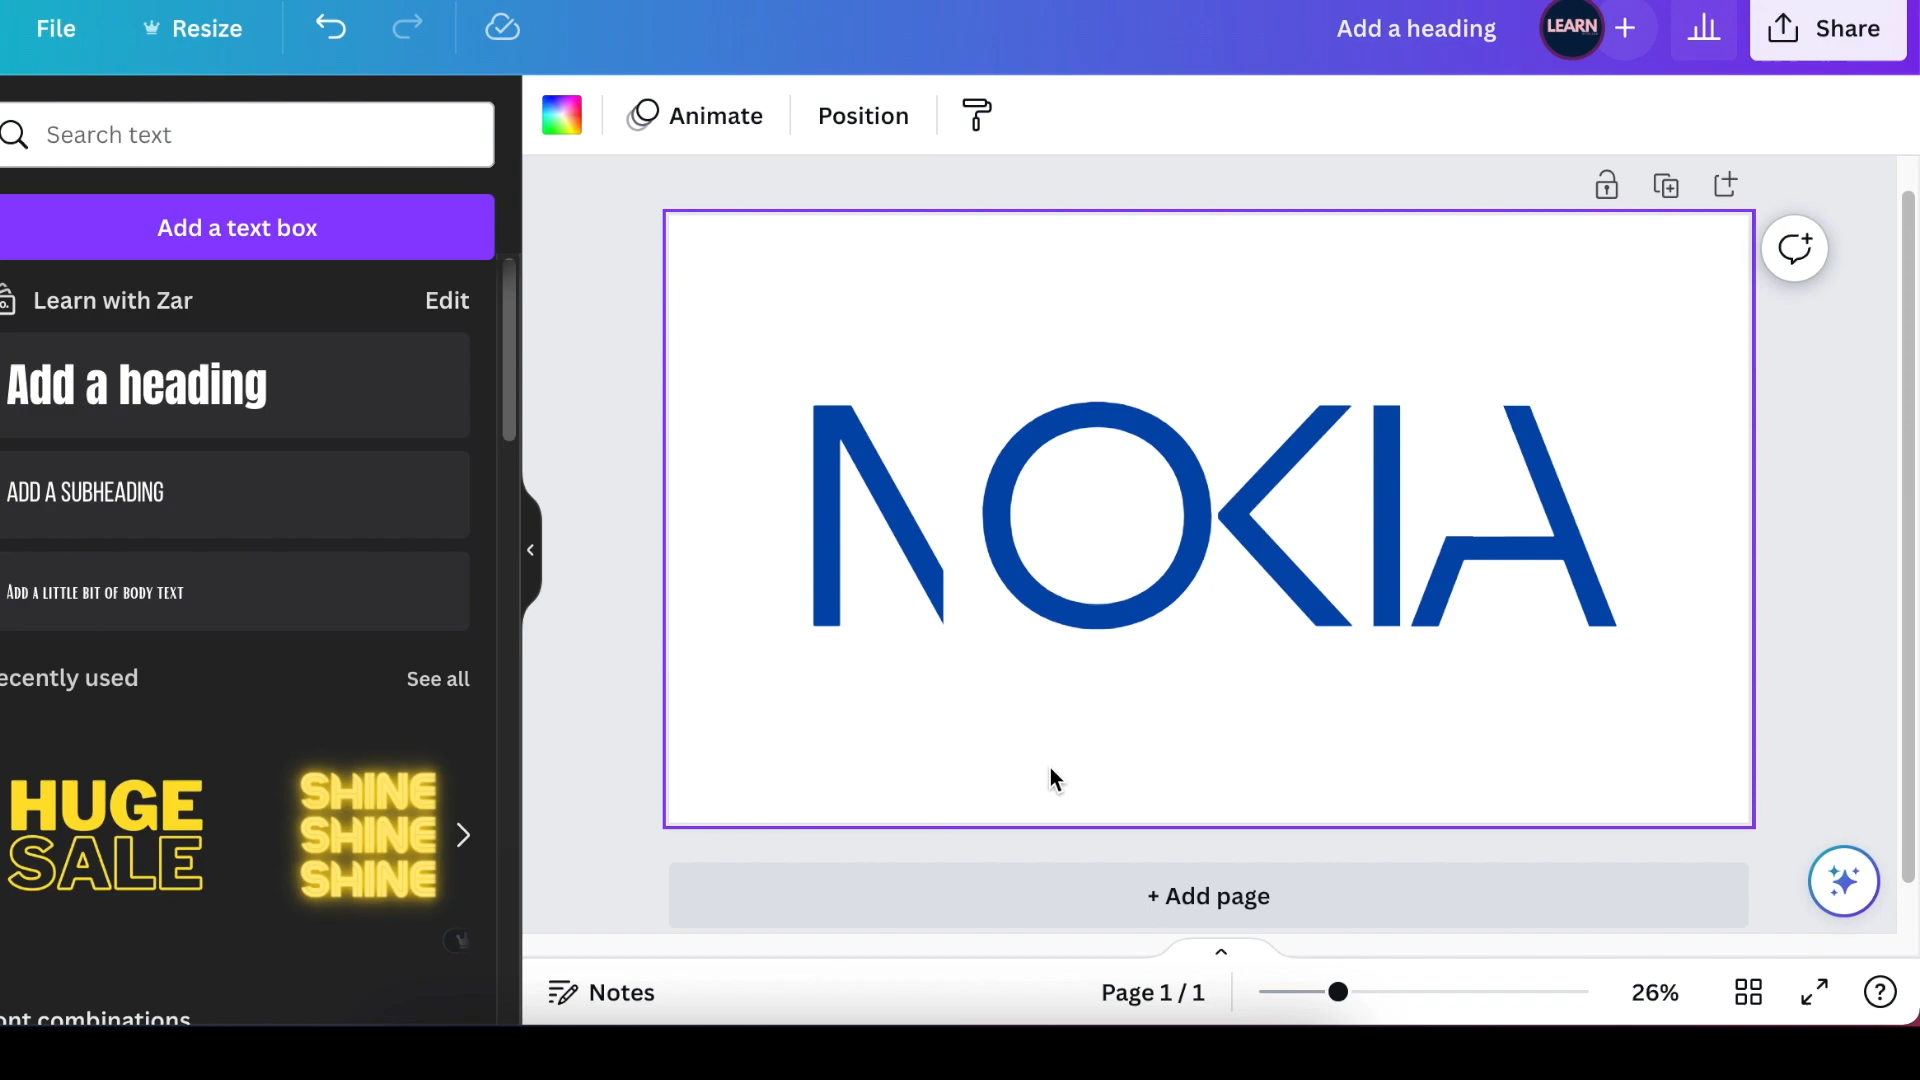 File
Resize
Add a heading
LEARN
Share
Search text
Animate
Position
Add a text box
Learn with Zar
Edit
Add a heading
ADD A SUBHEADING
ADD A LITTLE BIT OF BODY TEXT
ecently used
See all
HUGE
SALE
SHINE
SHINE
SHINE
ont combinations
NOKIA
+ Add page
Notes
Page 1 / 1
26%